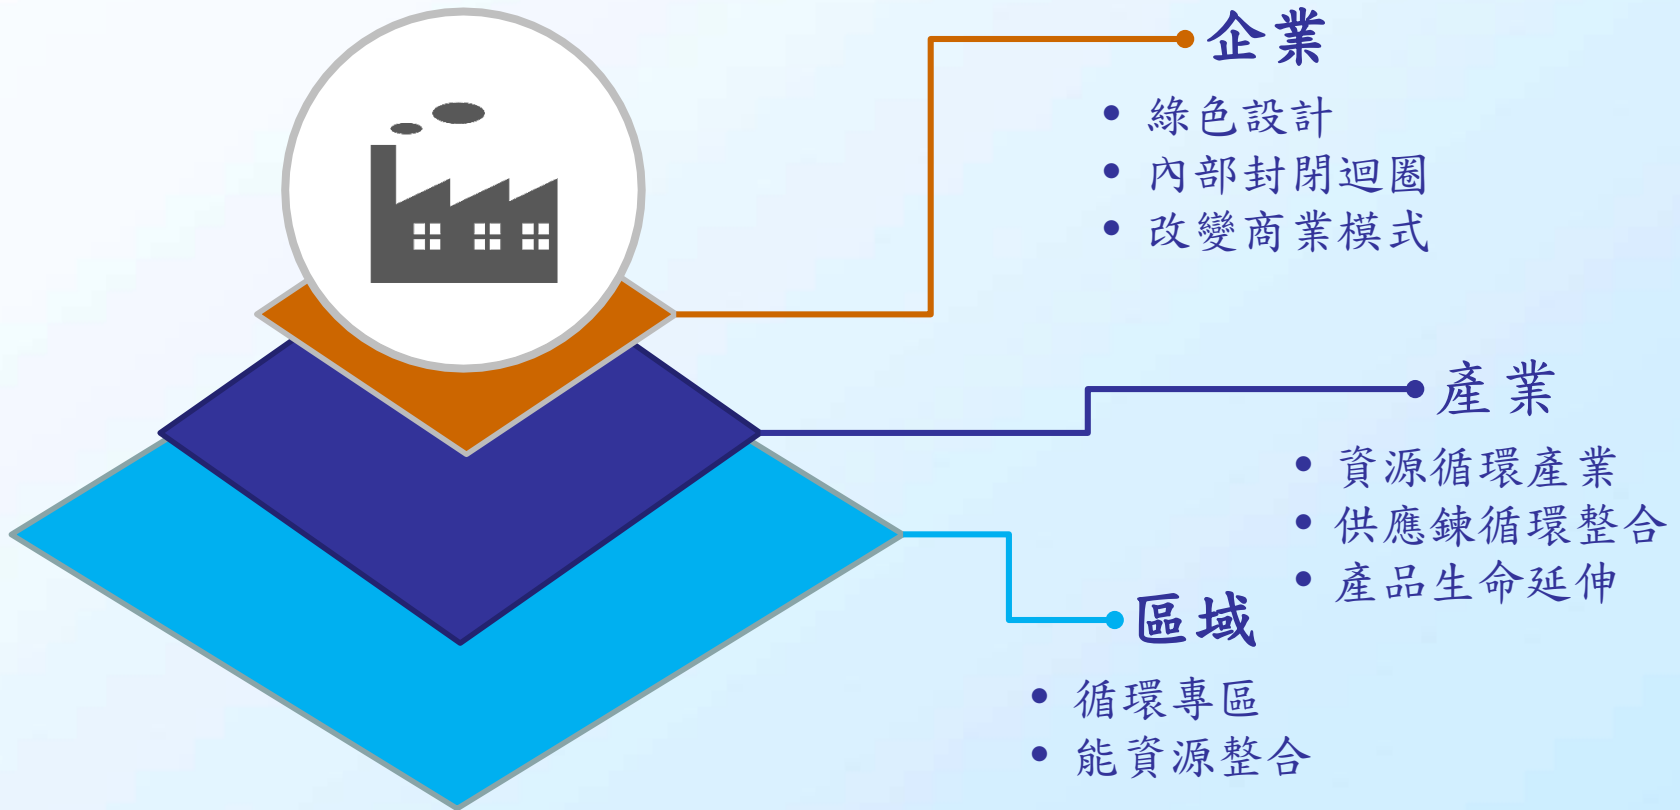 企業
• 綠色設計
• 內部封閉迴圈
• 改變商業模式
產業
• 資源循環產業
• 供應鍊循環整合
• 產品生命延伸
區域
• 循環專區
• 能資源整合